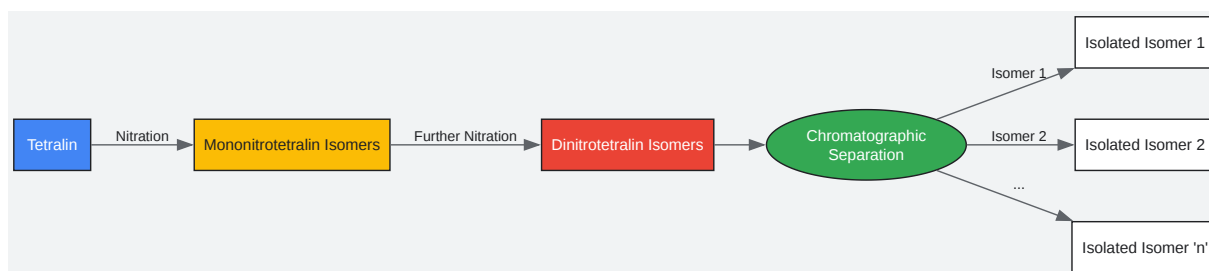 Isolated Isomer 1
Isomer 1
Tetralin
Nitration
Mononitrotetralin Isomers
Further Nitration
Dinitrotetralin Isomers
Chromatographic
Separation
Isomer 2
Isolated Isomer 2
...
Isolated Isomer 'n'